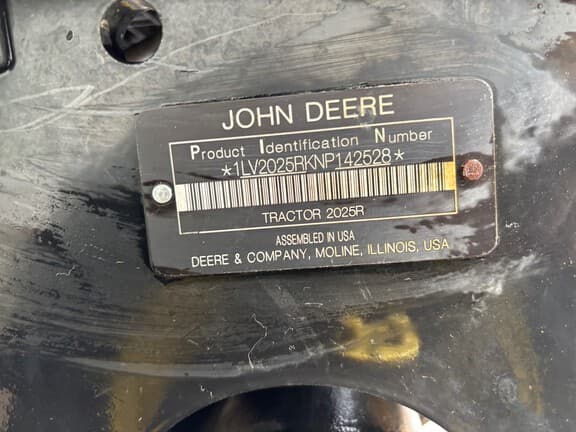 JOHN DEERE
Product Identification Number
*1LV2025RKNP142528*
TRACTOR 2025R
ASSEMBLED IN USA
DEERE & COMPANY, MOLINE, ILLINOIS, USA